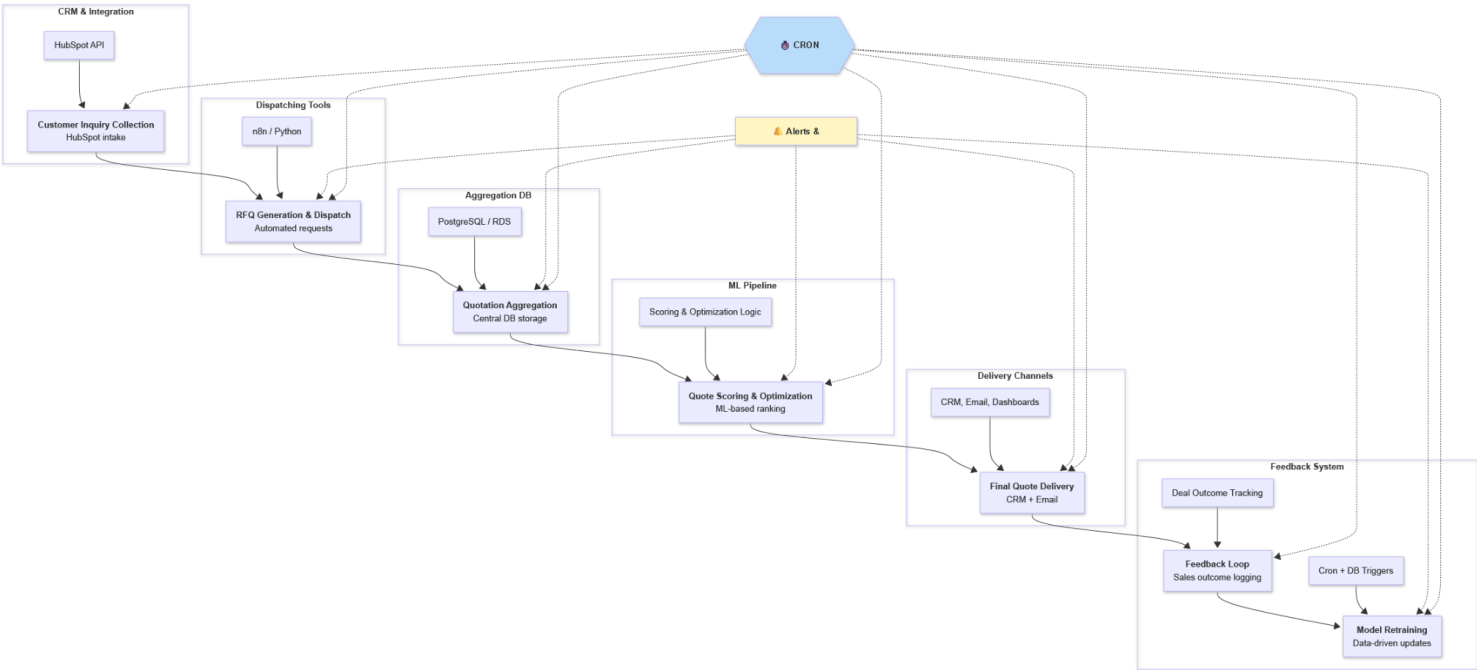 CRM & Integration
HubSpot API
CRON
Customer Inquiry Collection
HubSpot intake
Dispatching Tools
n8n / Python
Alerts &
RFQ Generation & Dispatch
Automated requests
Aggregation DB
PostgreSQL / RDS
Quotation Aggregation
Central DB storage
ML Pipeline
Scoring & Optimization Logic
Quote Scoring & Optimization
ML-based ranking
Delivery Channels
CRM, Email, Dashboards
Final Quote Delivery
CRM + Email
Feedback System
Deal Outcome Tracking
Feedback Loop
Sales outcome logging
Cron + DB Triggers
Model Retraining
Data-driven updates